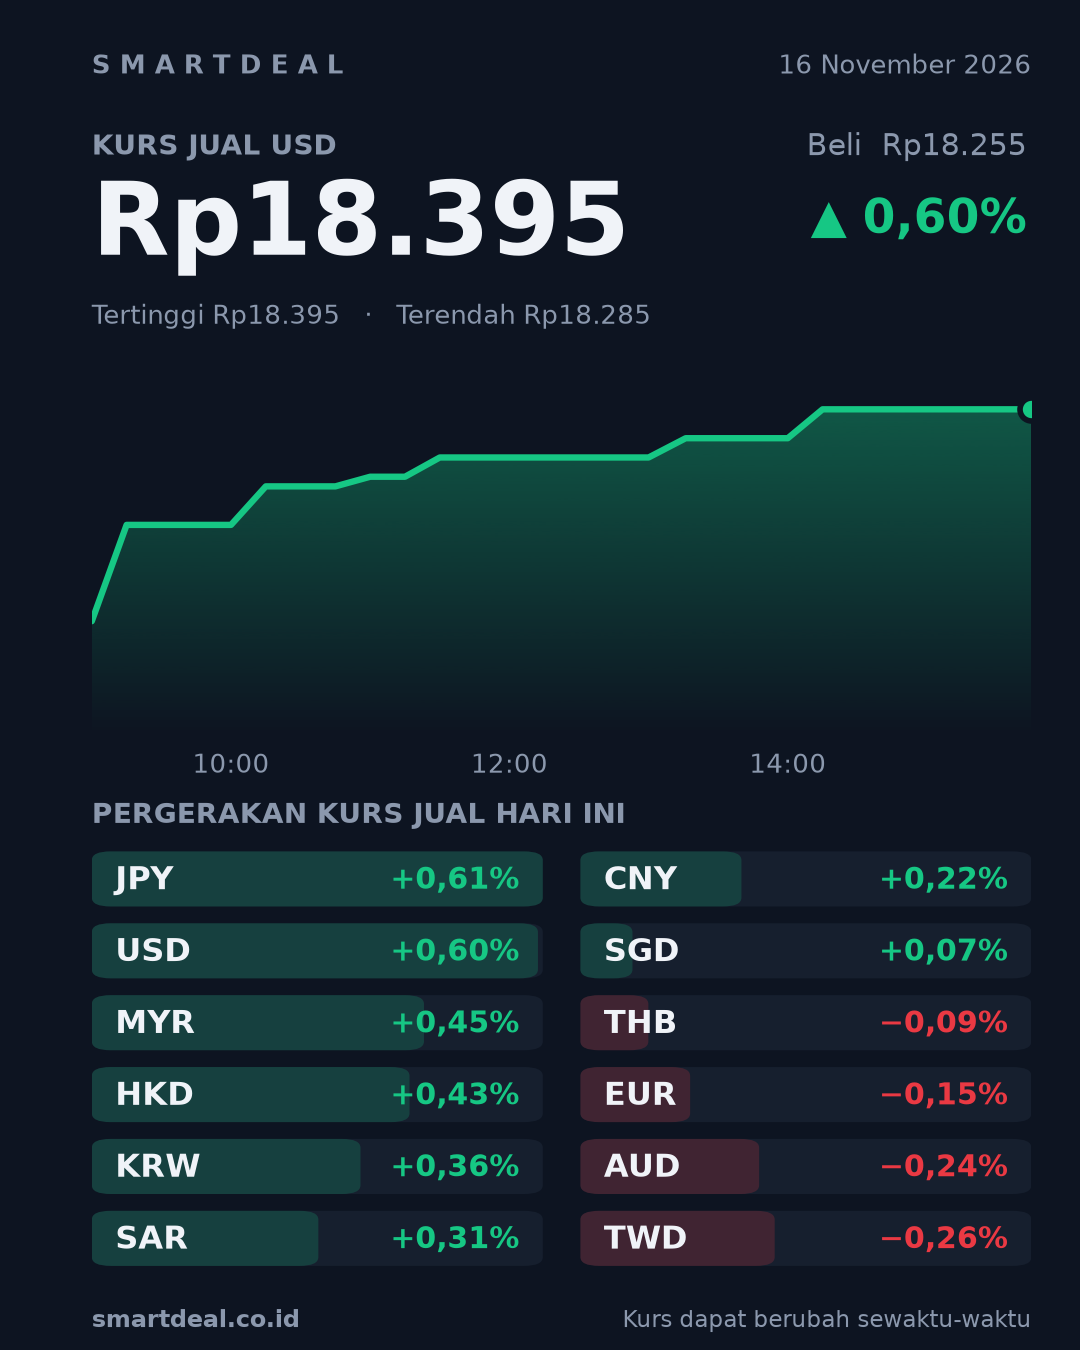 SMARTDEAL
16 November 2026
KURS JUAL USD
Beli Rp18.255
Rp18.395
▲ 0,60%
Tertinggi Rp18.395 · Terendah Rp18.285
10:00 12:00 14:00
PERGERAKAN KURS JUAL HARI INI
JPY +0,61%
CNY +0,22%
USD +0,60%
SGD +0,07%
MYR +0,45%
THB −0,09%
HKD +0,43%
EUR −0,15%
KRW +0,36%
AUD −0,24%
SAR +0,31%
TWD −0,26%
smartdeal.co.id
Kurs dapat berubah sewaktu-waktu